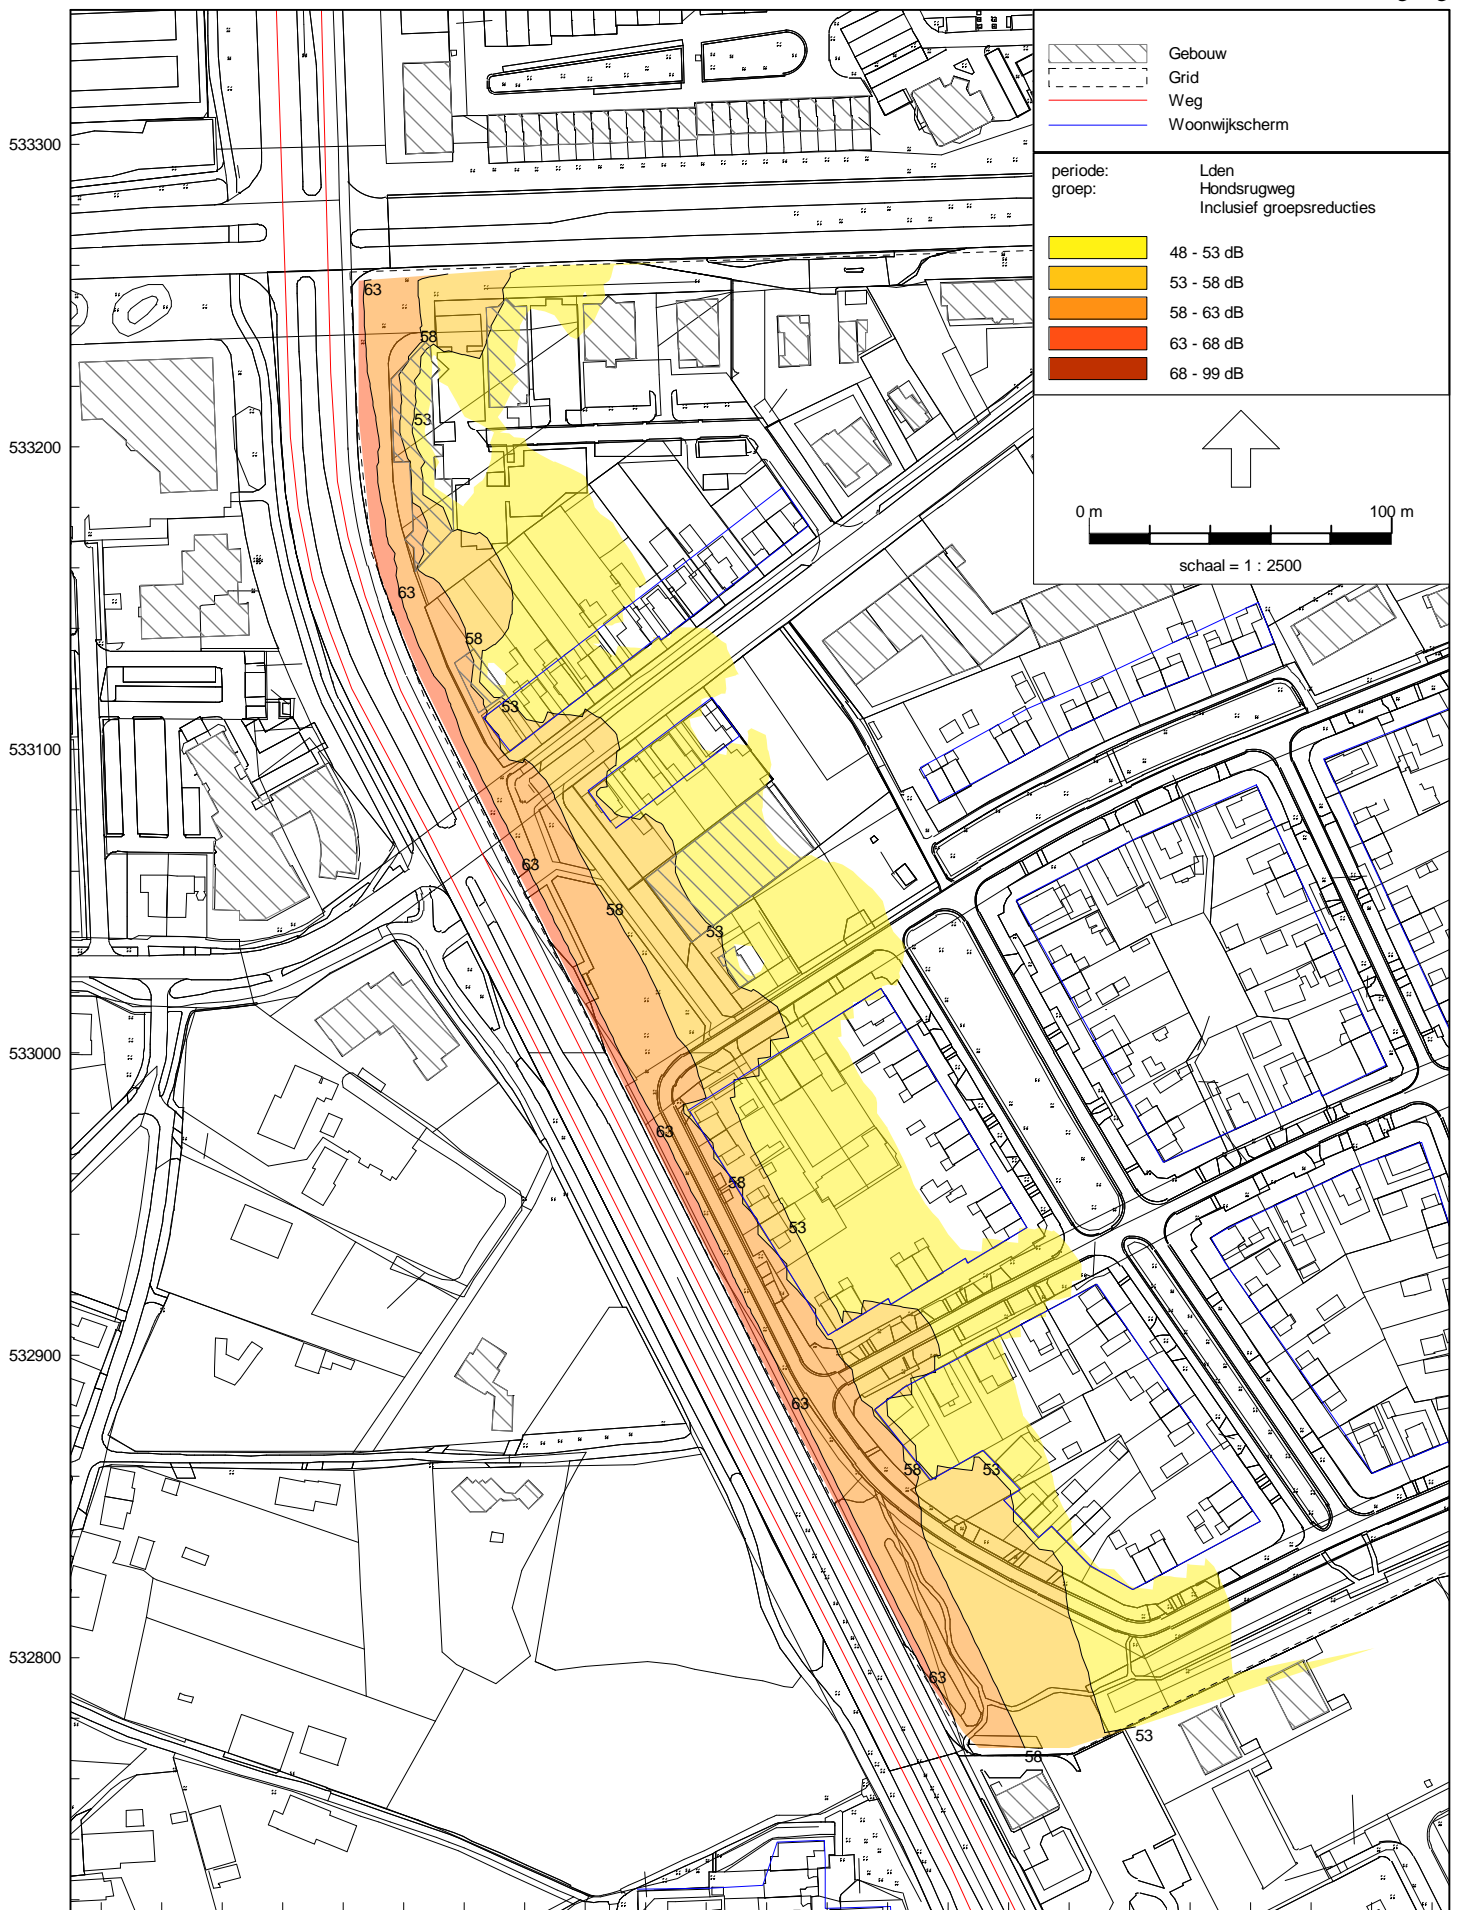 Gebouw
Grid
Weg
Woonwijkscherm
periode: Lden
groep: Hondsrugweg
Inclusief groepsreducties
48 - 53 dB
53 - 58 dB
58 - 63 dB
63 - 68 dB
68 - 99 dB
0 m 100 m
schaal = 1 : 2500
533300
63
58
53
533200
63
58
53
533100
63
58
53
533000
63
58
53
532900
63
58
53
532800
63
53
58